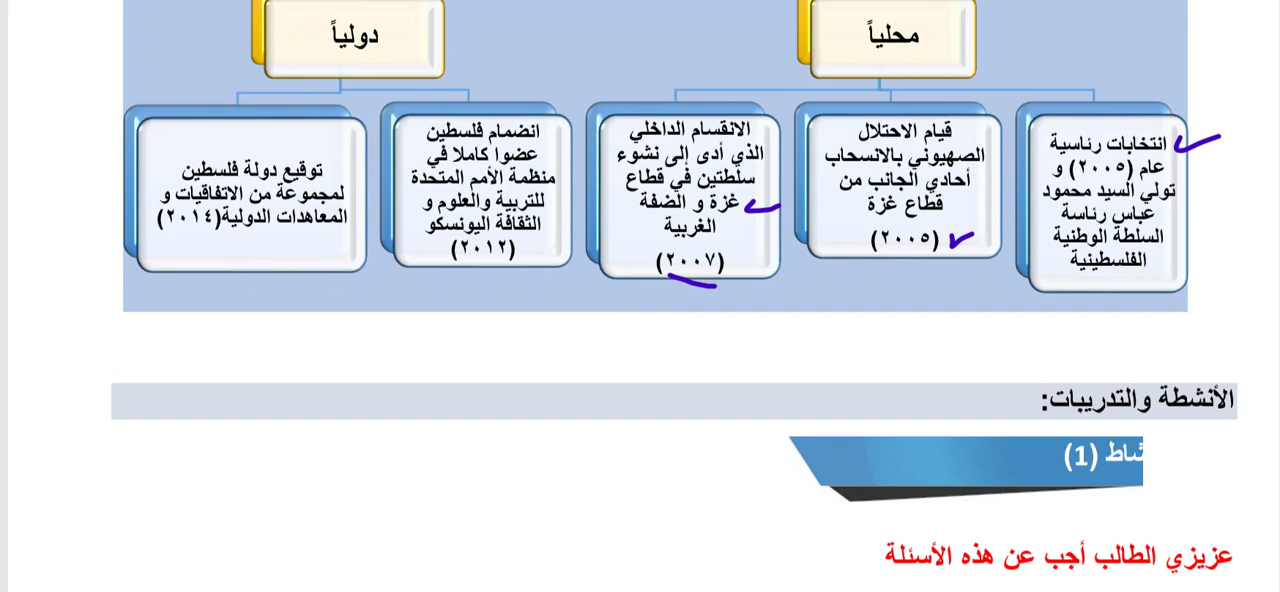 محلياً
دولياً
انتخابات رئاسية
عام (٢٠٠٥) و
تولي السيد محمود
عباس رئاسة
السلطة الوطنية
الفلسطينية
قيام الاحتلال
الصهيوني بالانسحاب
أحادي الجانب من
قطاع غزة
(٢٠٠٥)
الانقسام الداخلي
الذي أدى إلى نشوء
سلطتين في قطاع
غزة و الضفة
الغربية
(٢٠٠٧)
انضمام فلسطين
عضوا كاملا في
منظمة الأمم المتحدة
للتربية والعلوم و
الثقافة اليونسكو
(٢٠١٢)
توقيع دولة فلسطين
لمجموعة من الاتفاقيات و
المعاهدات الدولية(٢٠١٤)
الأنشطة والتدريبات:
شاط (1)
عزيزي الطالب أجب عن هذه الأسئلة